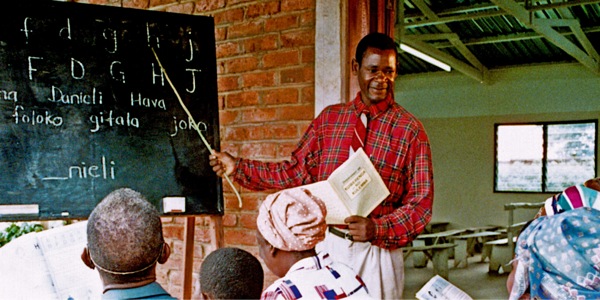 f d g h j
F D G H J
na Danieli Hava
foloko gitala joko
_nieli